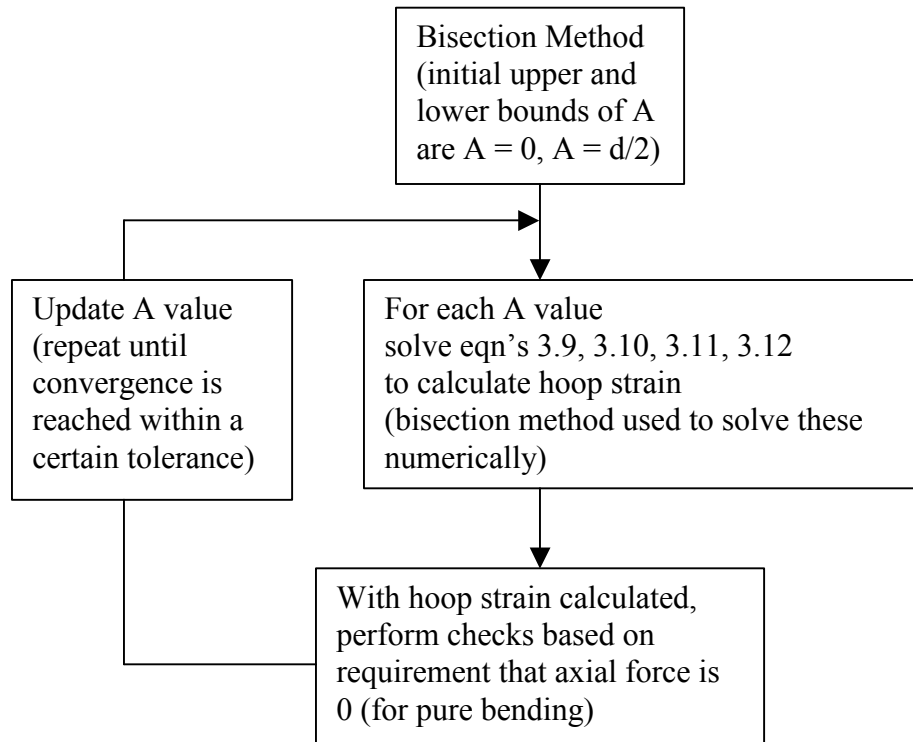 Bisection Method
(initial upper and
lower bounds of A
are A = 0, A = d/2)
Update A value
(repeat until
convergence is
reached within a
certain tolerance)
For each A value
solve eqn's 3.9, 3.10, 3.11, 3.12
to calculate hoop strain
(bisection method used to solve these
numerically)
With hoop strain calculated,
perform checks based on
requirement that axial force is
0 (for pure bending)